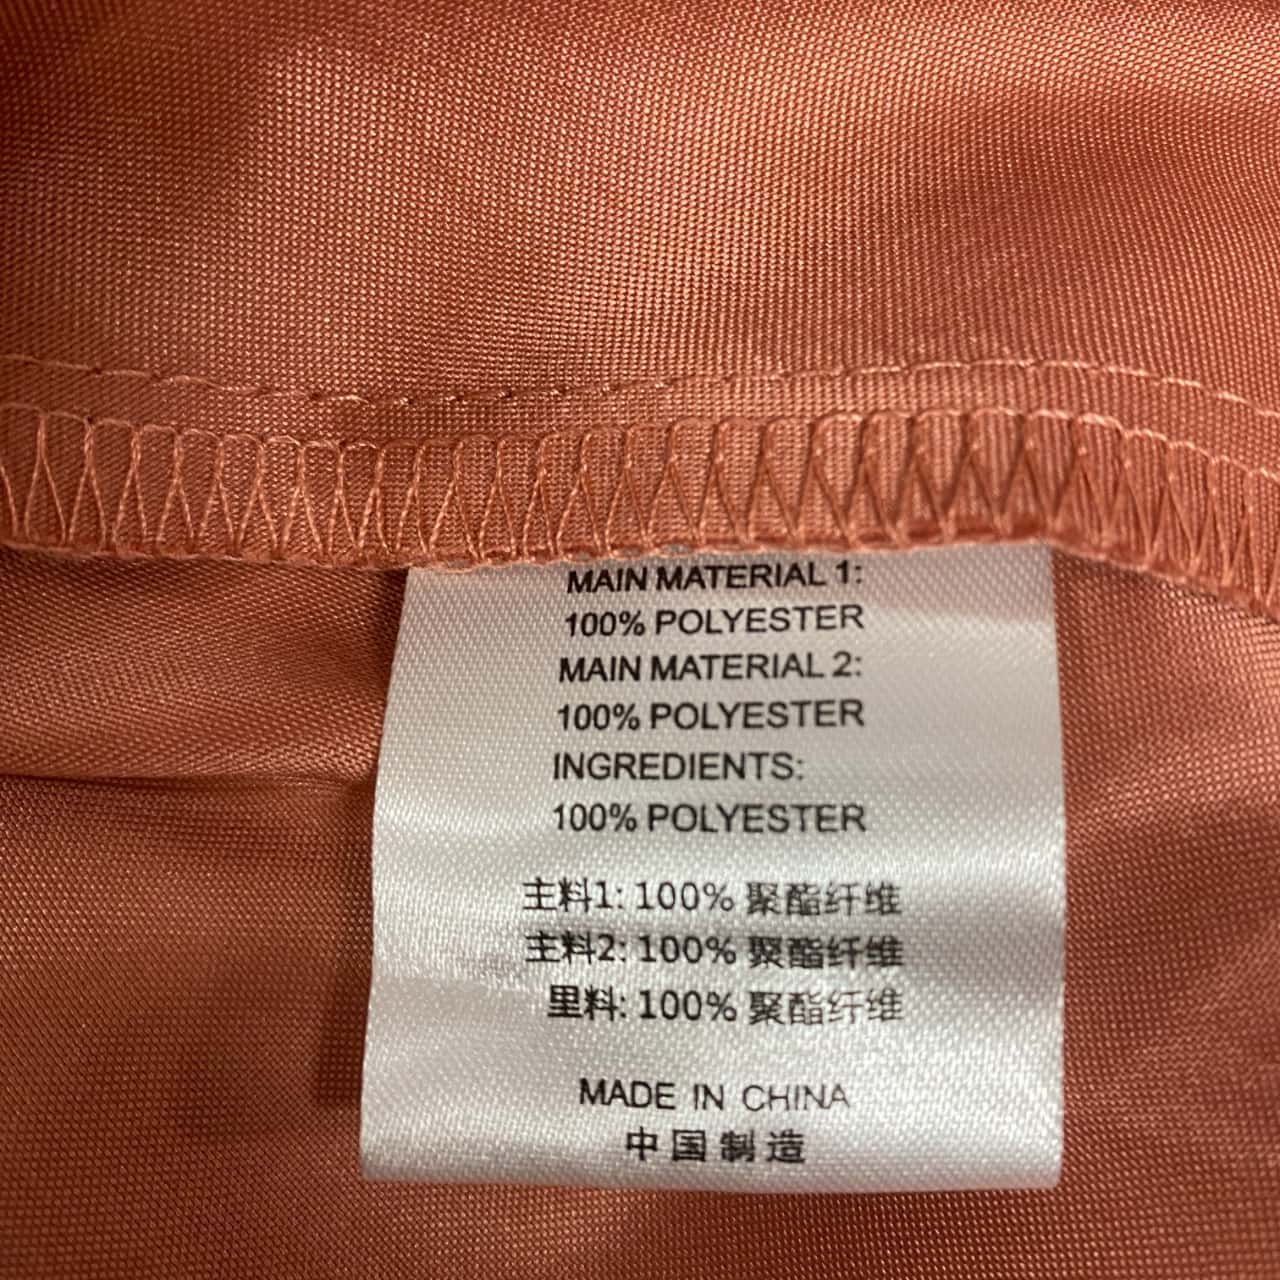 MAIN MATERIAL 1:
100% POLYESTER
MAIN MATERIAL 2:
100% POLYESTER
INGREDIENTS:
100% POLYESTER
主料1: 100% 聚酯纤维
主料2: 100% 聚酯纤维
里料: 100% 聚酯纤维
MADE IN CHINA
中国制造